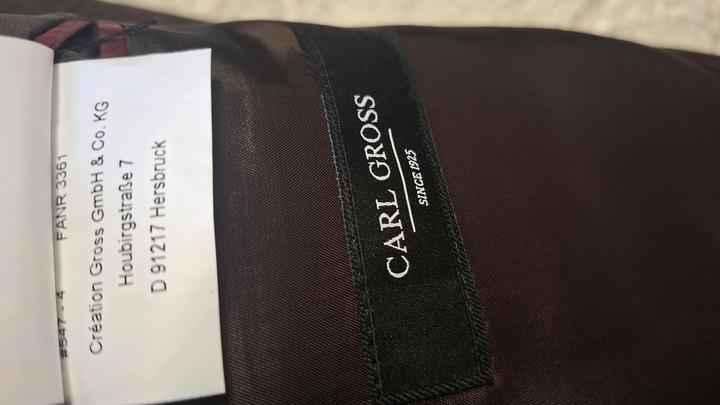 #547 - 4 FANR 3361
Création Gross GmbH & Co. KG
Houbirgstraße 7
D 91217 Hersbruck
CARL GROSS
SINCE 1925